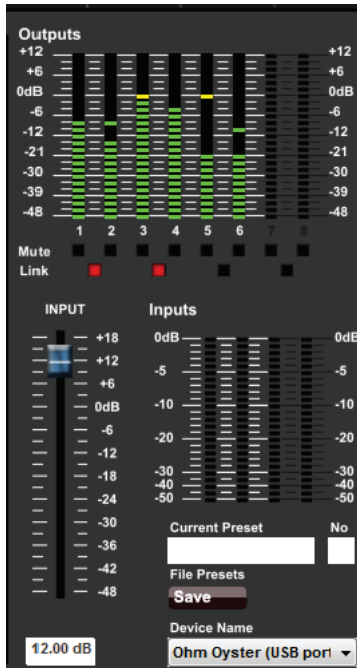 Outputs
+12 +12
+6 +6
0dB 0dB
-6 -6
-12 -12
-21 -21
-30 -30
-39 -39
-48 -48
1 2 3 4 5 6 7 8
Mute
Link
INPUT
+18
+12
+6
0dB
-6
-12
-18
-24
-30
-36
-42
-48
12.00 dB
Inputs
0dB 0dB
-5 -5
-10 -10
-20 -20
-30 -30
-40 -40
-50 -50
Current Preset No
File Presets
Save
Device Name
Ohm Oyster (USB port